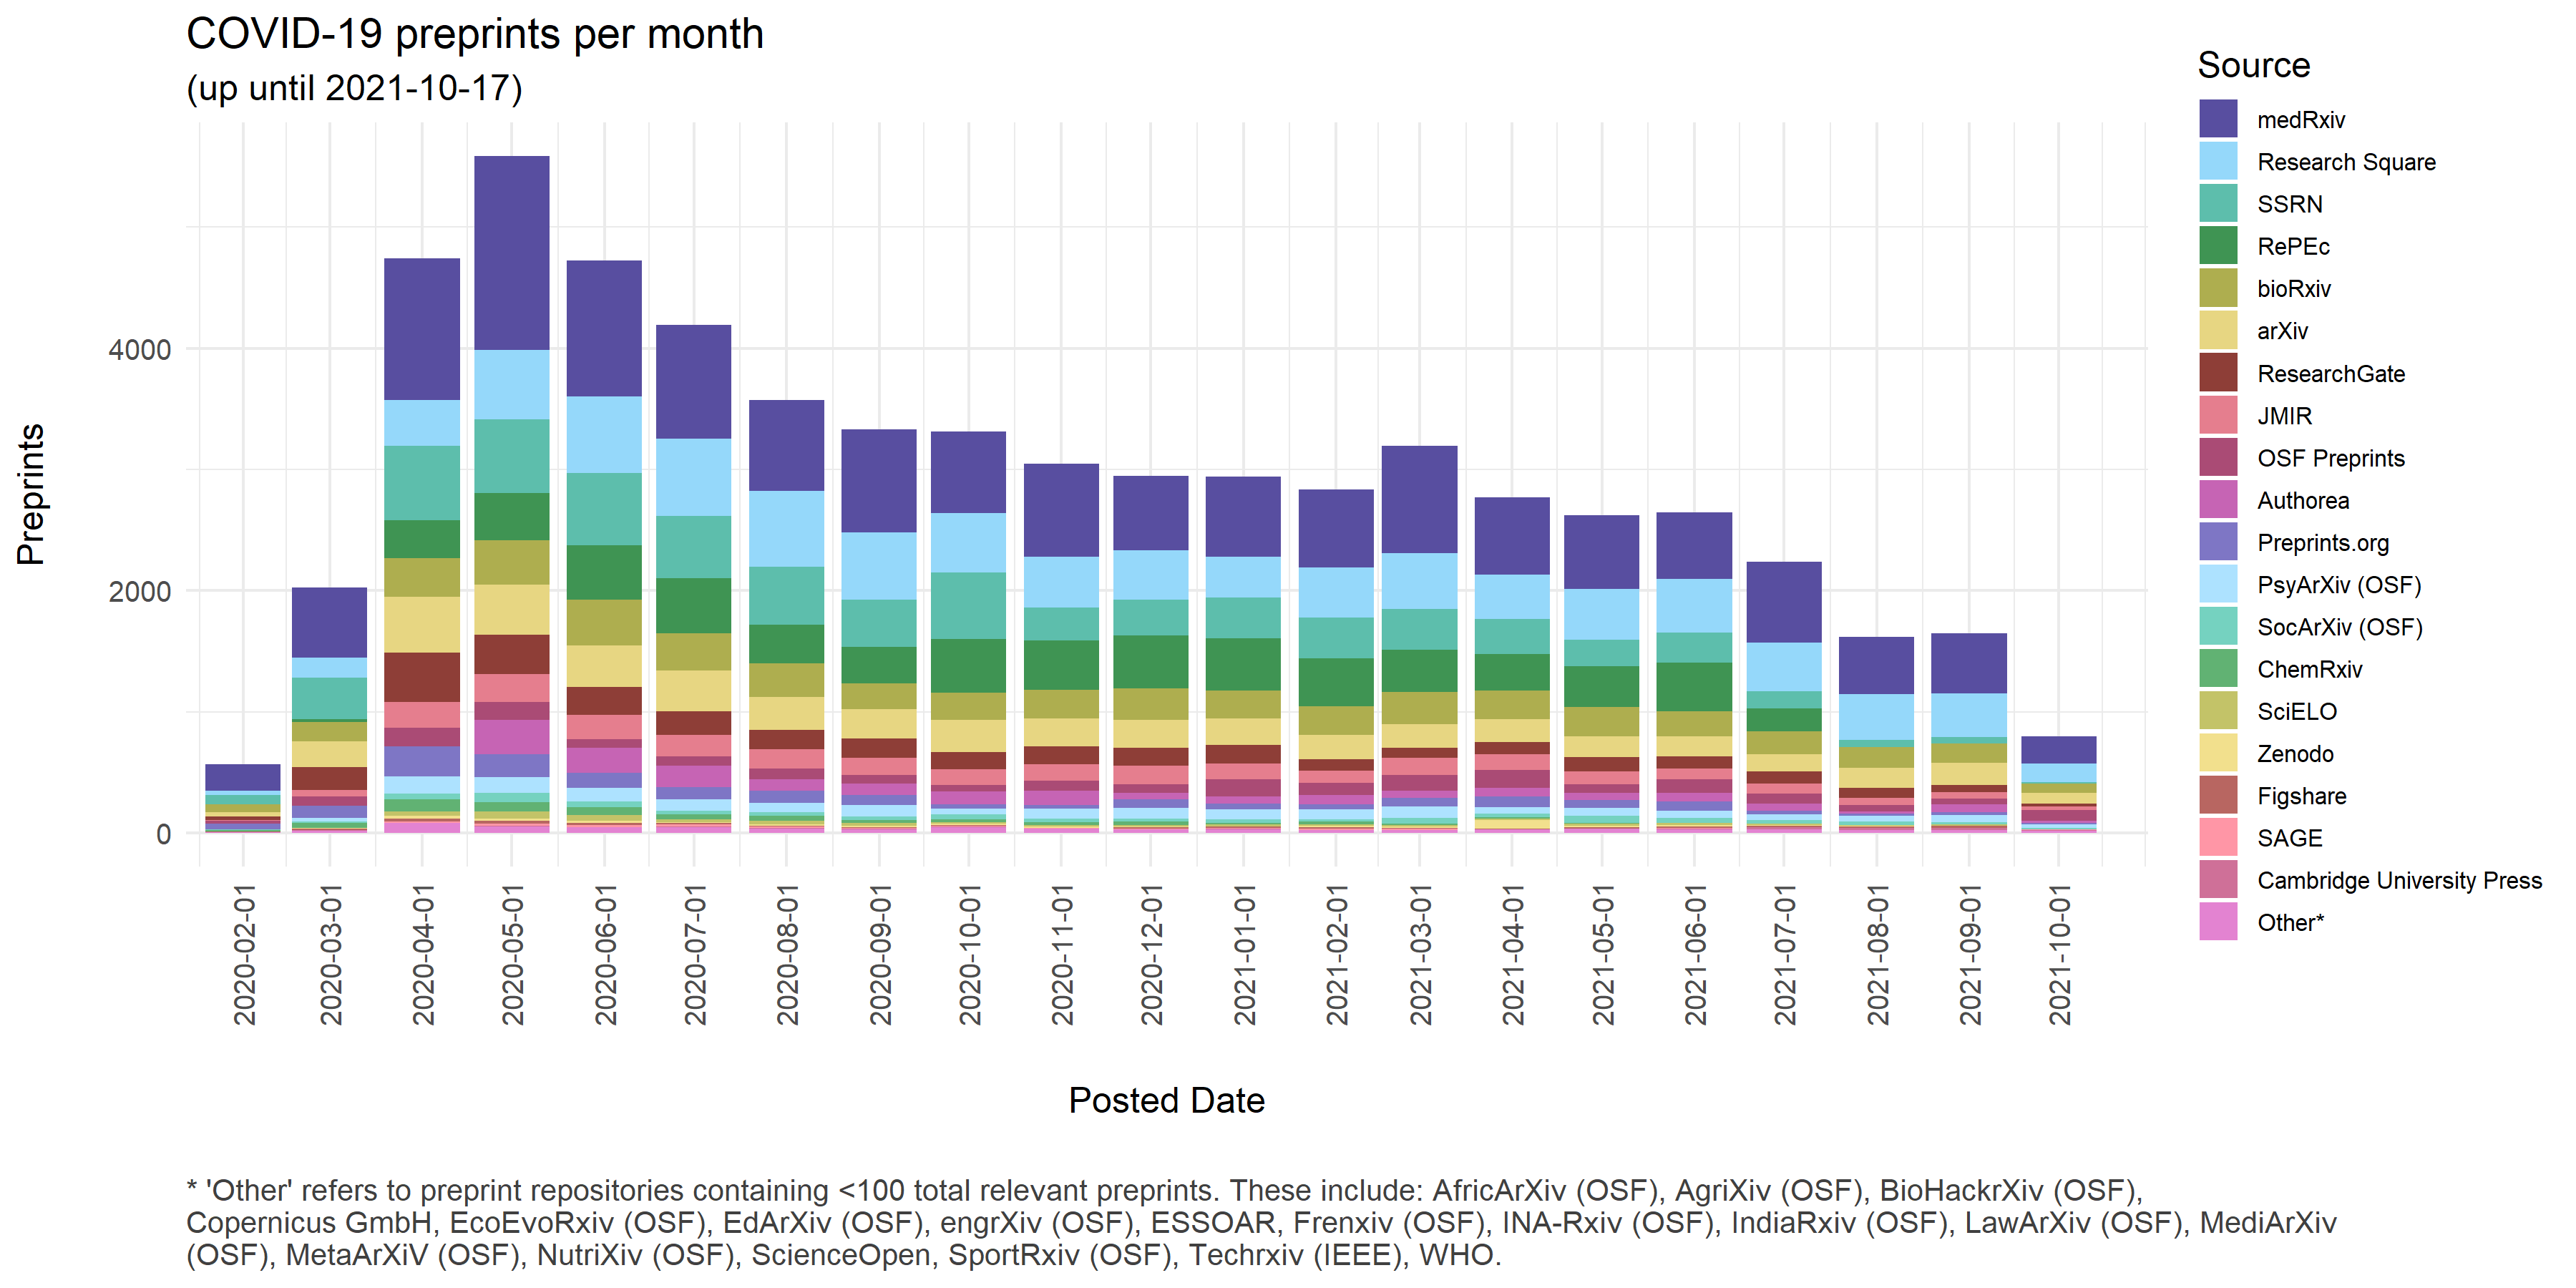 COVID-19 preprints per month
(up until 2021-10-17)
Preprints
4000
2000
0
2020-02-01
2020-03-01
2020-04-01
2020-05-01
2020-06-01
2020-07-01
2020-08-01
2020-09-01
2020-10-01
2020-11-01
2020-12-01
2021-01-01
2021-02-01
2021-03-01
2021-04-01
2021-05-01
2021-06-01
2021-07-01
2021-08-01
2021-09-01
2021-10-01
Posted Date
Source
medRxiv
Research Square
SSRN
RePEc
bioRxiv
arXiv
ResearchGate
JMIR
OSF Preprints
Authorea
Preprints.org
PsyArXiv (OSF)
SocArXiv (OSF)
ChemRxiv
SciELO
Zenodo
Figshare
SAGE
Cambridge University Press
Other*
* 'Other' refers to preprint repositories containing <100 total relevant preprints. These include: AfricArXiv (OSF), AgriXiv (OSF), BioHackrXiv (OSF),
Copernicus GmbH, EcoEvoRxiv (OSF), EdArXiv (OSF), engrXiv (OSF), ESSOAR, Frenxiv (OSF), INA-Rxiv (OSF), IndiaRxiv (OSF), LawArXiv (OSF), MediArXiv
(OSF), MetaArXiV (OSF), NutriXiv (OSF), ScienceOpen, SportRxiv (OSF), Techrxiv (IEEE), WHO.